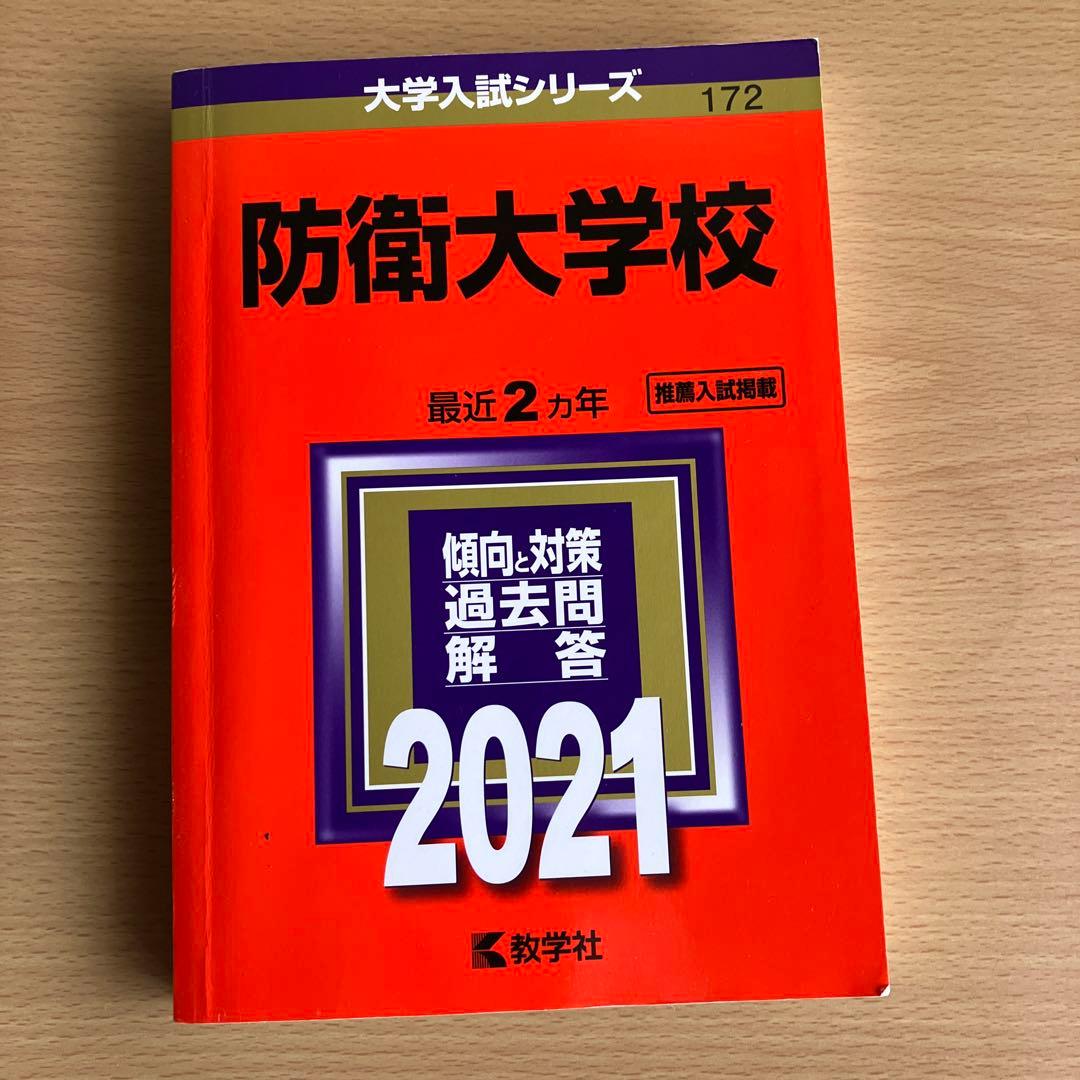 大学入試シリーズ 172
防衛大学校
最近2カ年 推薦入試掲載
傾向と対策
過去問
解答
2021
教学社